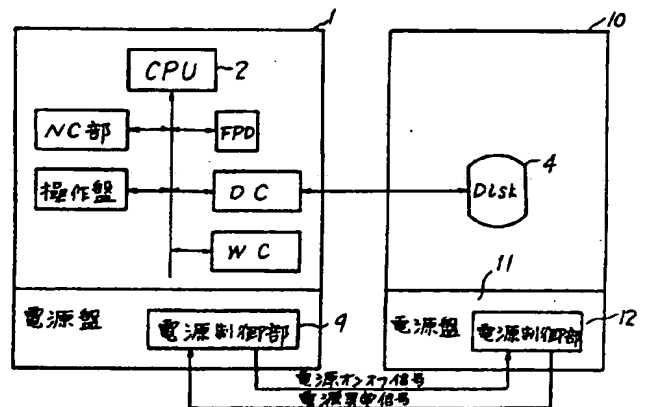 1
10
CPU
2
NC部
FPD
操作盤
DC
4
Disk
WC
11
電源盤
電源制御部
9
電源盤
電源制御部
12
電源オンオフ信号
電源異常信号